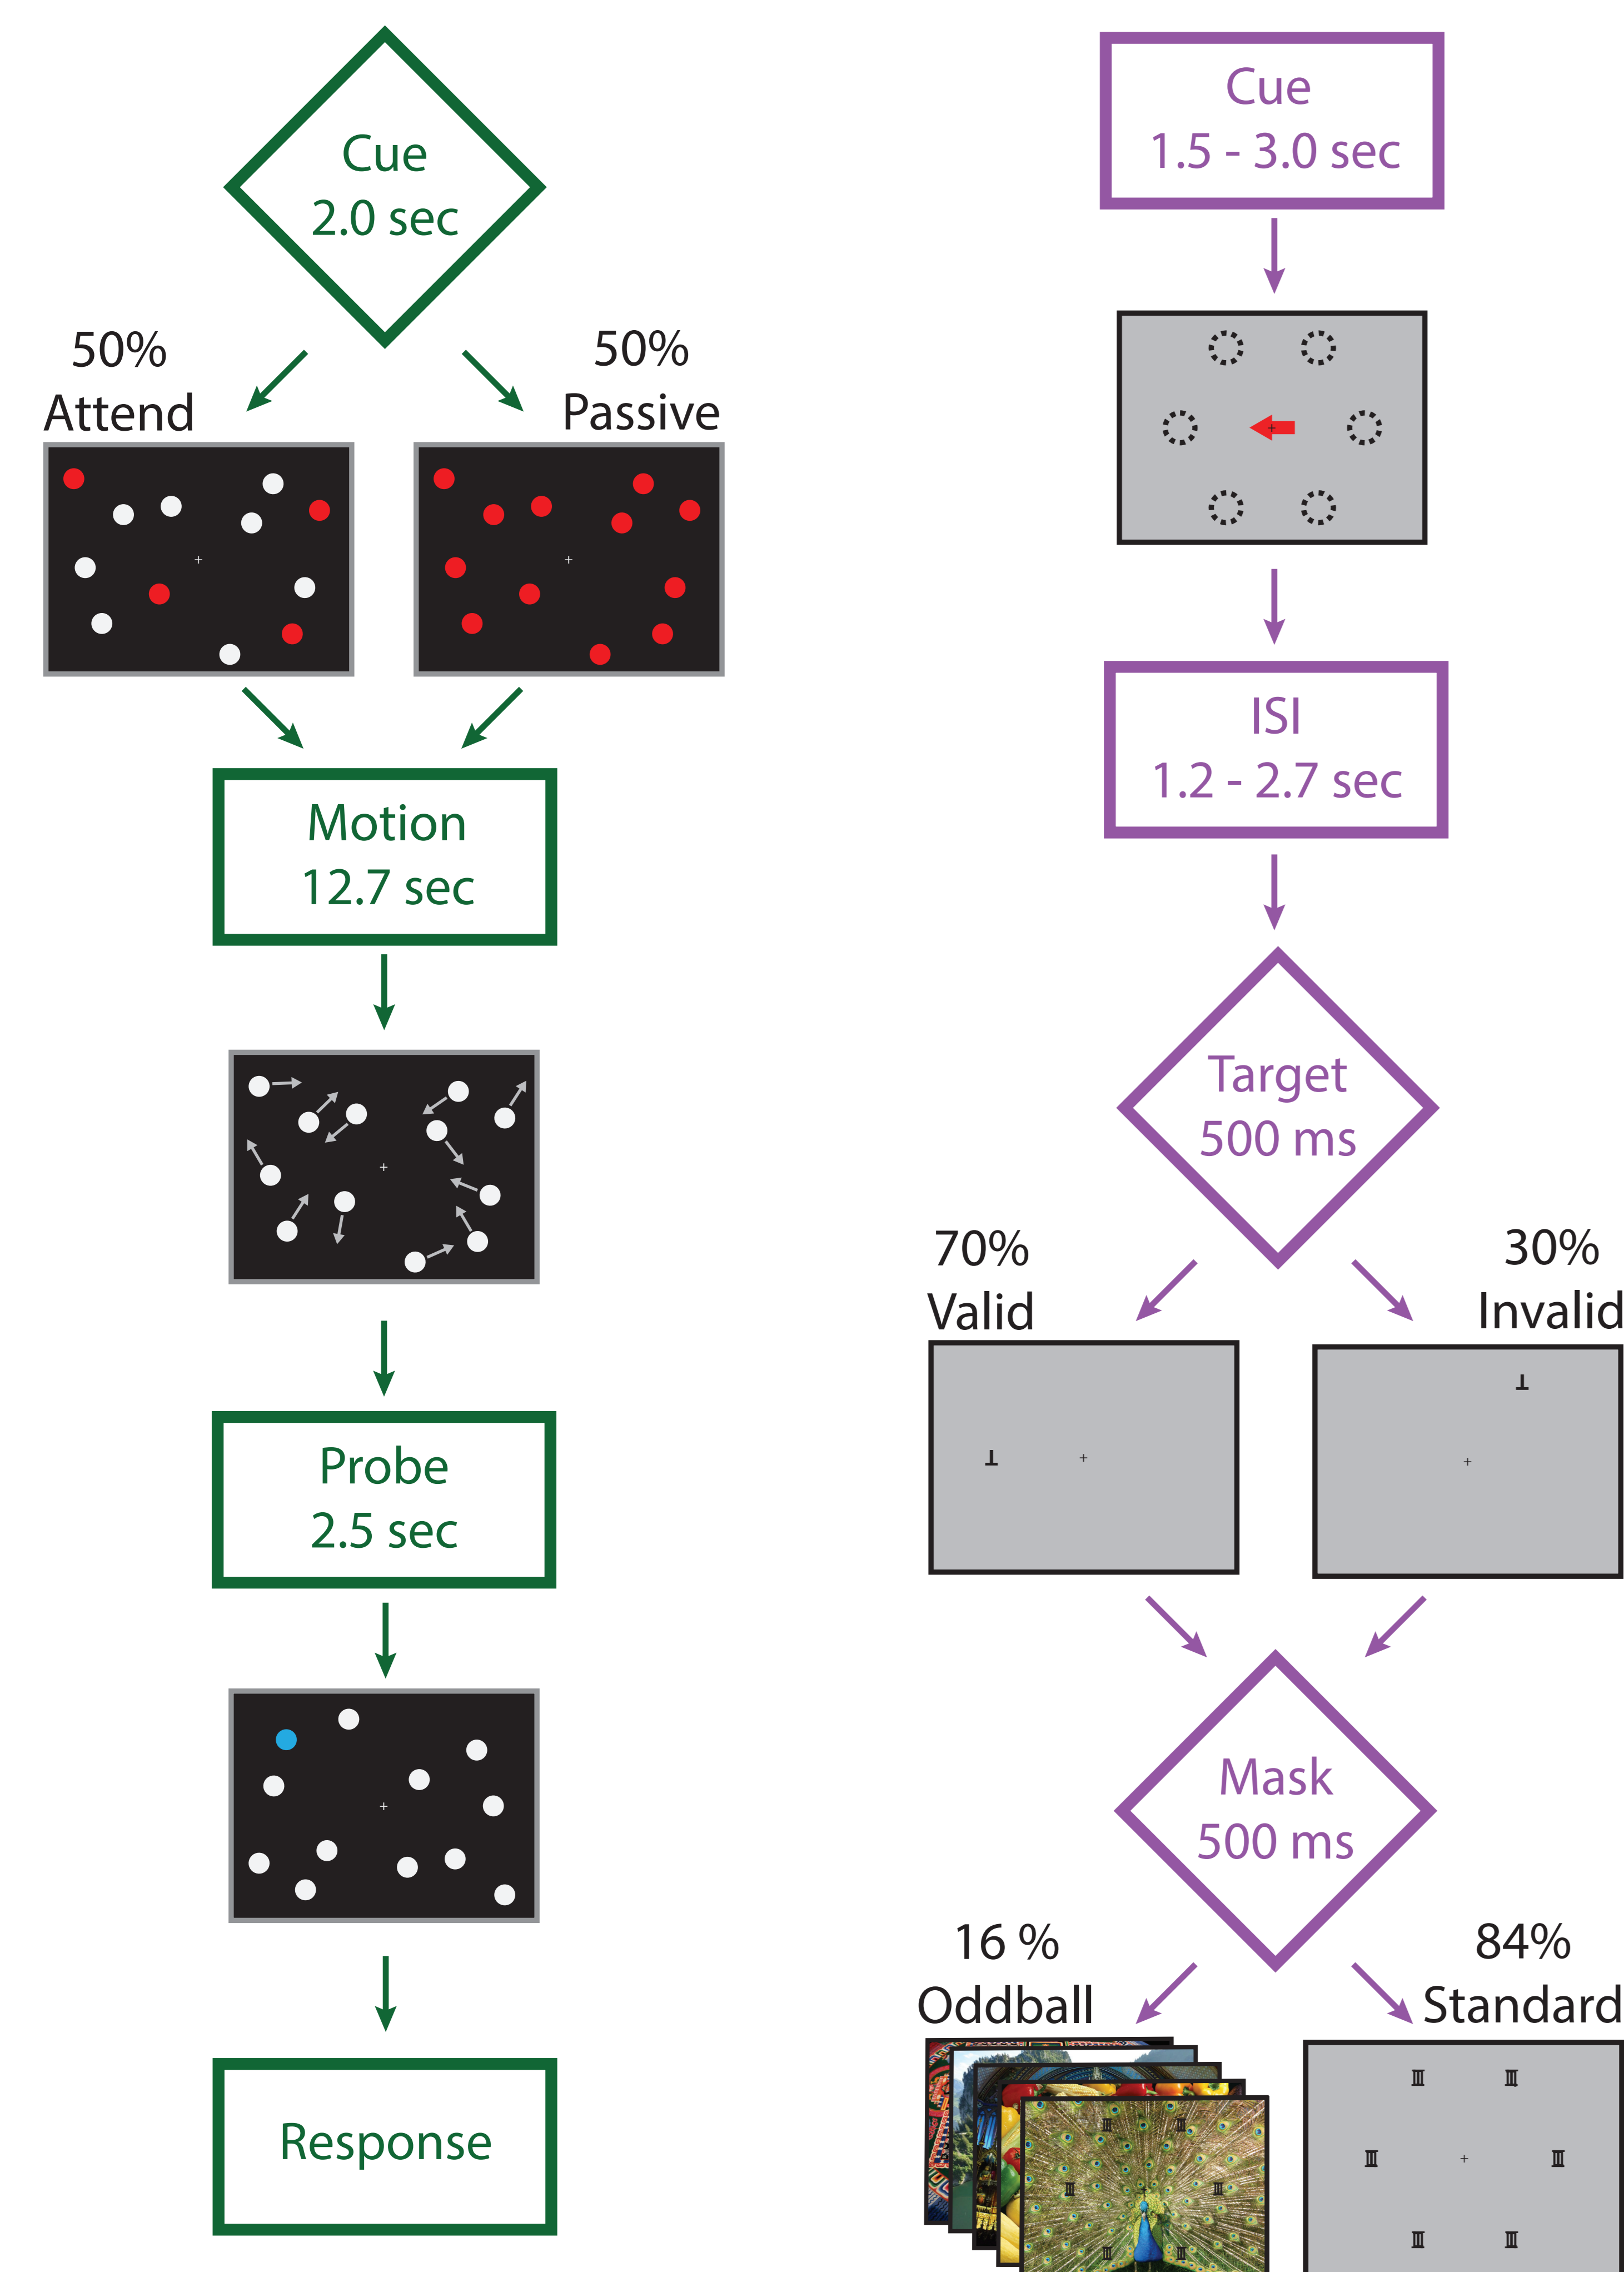 Cue
2.0 sec
50%
Attend
50%
Passive
Motion
12.7 sec
Probe
2.5 sec
Response
Cue
1.5 - 3.0 sec
ISI
1.2 - 2.7 sec
Target
500 ms
70%
Valid
30%
Invalid
Mask
500 ms
16 %
Oddball
84%
Standard